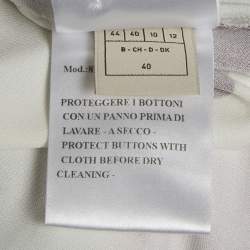 44 40 10 12
B - CH - D - DK
40
Mod.:
PROTEGGERE I BOTTONI
CON UN PANNO PRIMA DI
LAVARE - A SECCO -
PROTECT BUTTONS WITH
CLOTH BEFORE DRY
CLEANING -